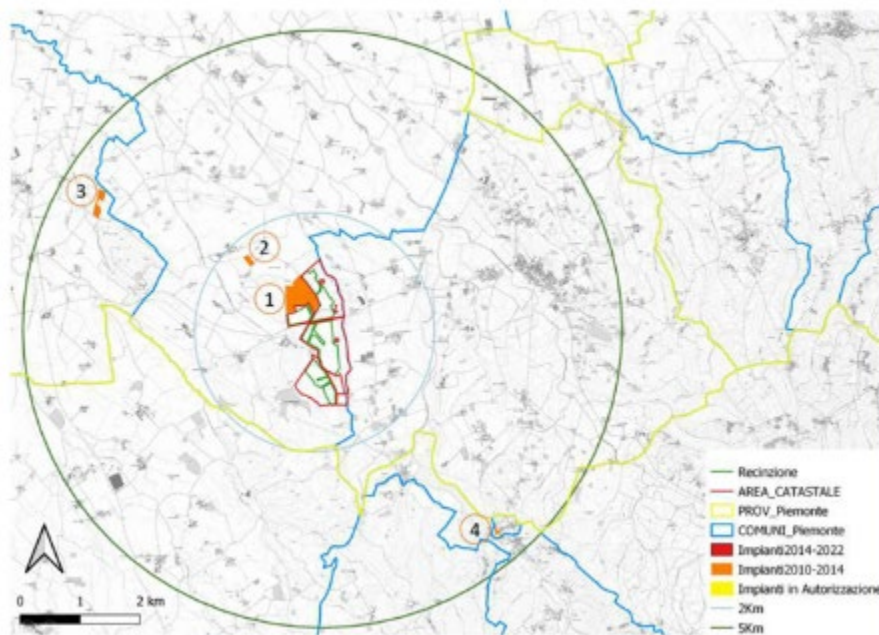 3
2
1
4
0 1 2 km
Recinzione
AREA_CATASTALE
PROV_Piemonte
COMUNI_Piemonte
Impianti2014-2022
Impianti2010-2014
Impianti in Autorizzazione
2Km
5Km